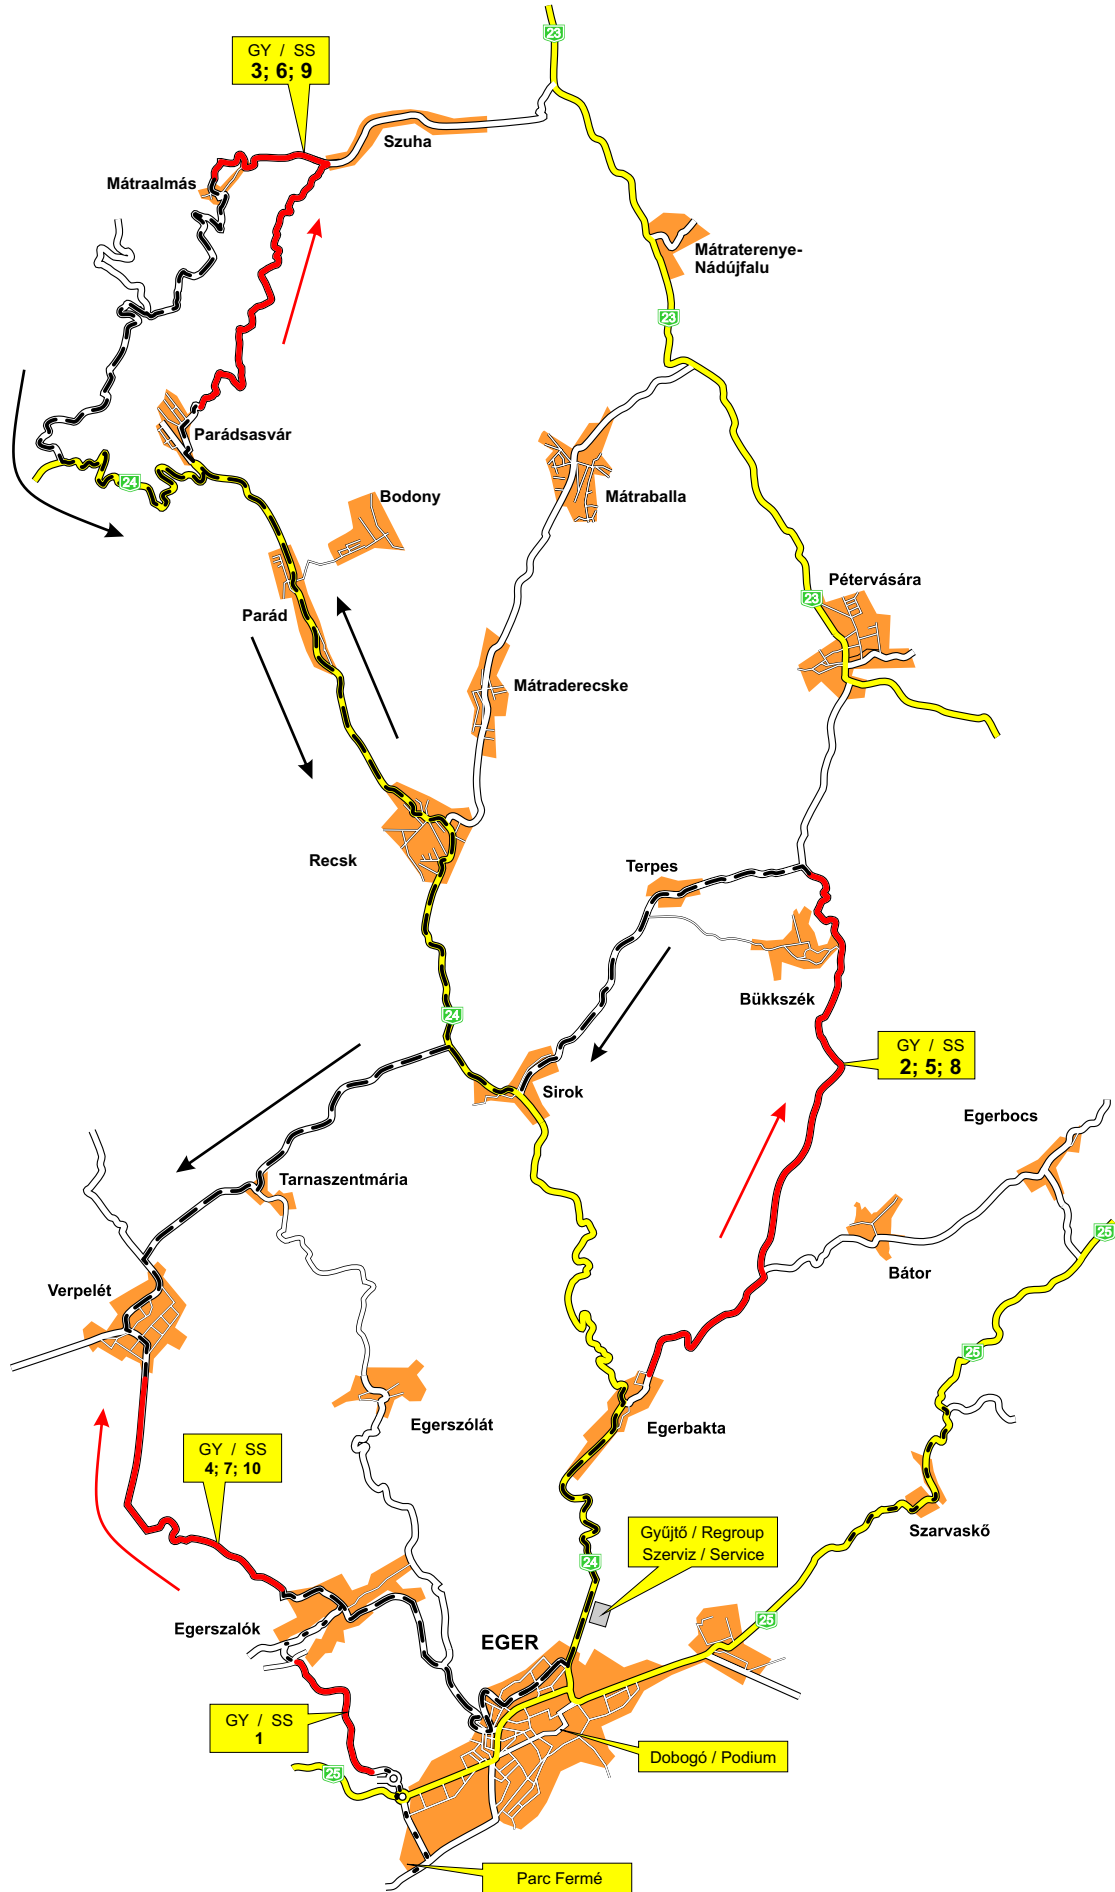 23
GY / SS
3; 6; 9
Szuha
Mátraalmás
Mátraterenye-
Nádújfalu
23
Parádsasvár
24
Bodony
Mátraballa
Pétervására
23
Parád
Mátraderecske
Recsk
Terpes
Bükkszék
24
GY / SS
2; 5; 8
Sirok
Egerbocs
Tarnaszentmária
25
Bátor
Verpelét
25
Egerszólát
Egerbakta
GY / SS
4; 7; 10
Szarvaskő
Gyűjtő / Regroup
Szerviz / Service
24
25
Egerszalók
EGER
GY / SS
1
Dobogó / Podium
25
Parc Fermé